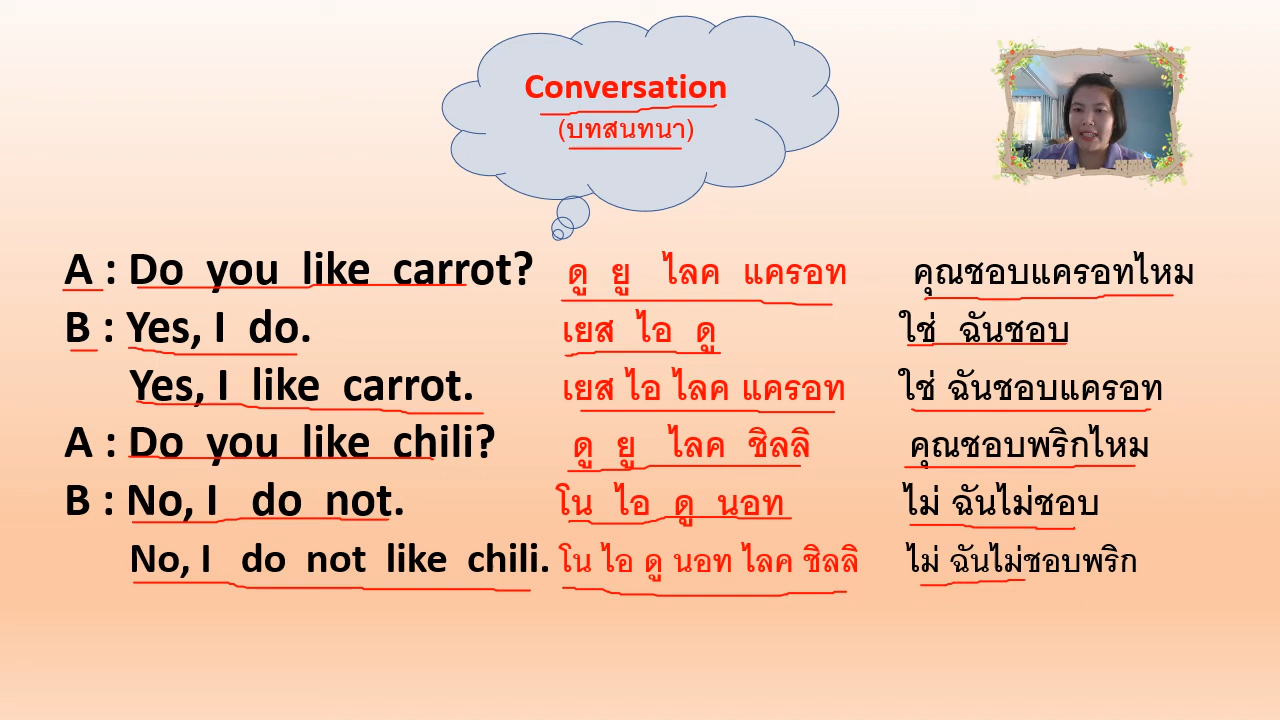 Conversation
(บทสนทนา)
A : Do you like carrot? ดู ยู ไลค แครอท คุณชอบแครอทไหม
B : Yes, I do. เยส ไอ ดู ใช่ ฉันชอบ
Yes, I like carrot. เยส ไอ ไลค แครอท ใช่ ฉันชอบแครอท
A : Do you like chili? ดู ยู ไลค ชิลลิ คุณชอบพริกไหม
B : No, I do not. โน ไอ ดู นอท ไม่ ฉันไม่ชอบ
No, I do not like chili. โน ไอ ดู นอท ไลค ชิลลิ ไม่ ฉันไม่ชอบพริก